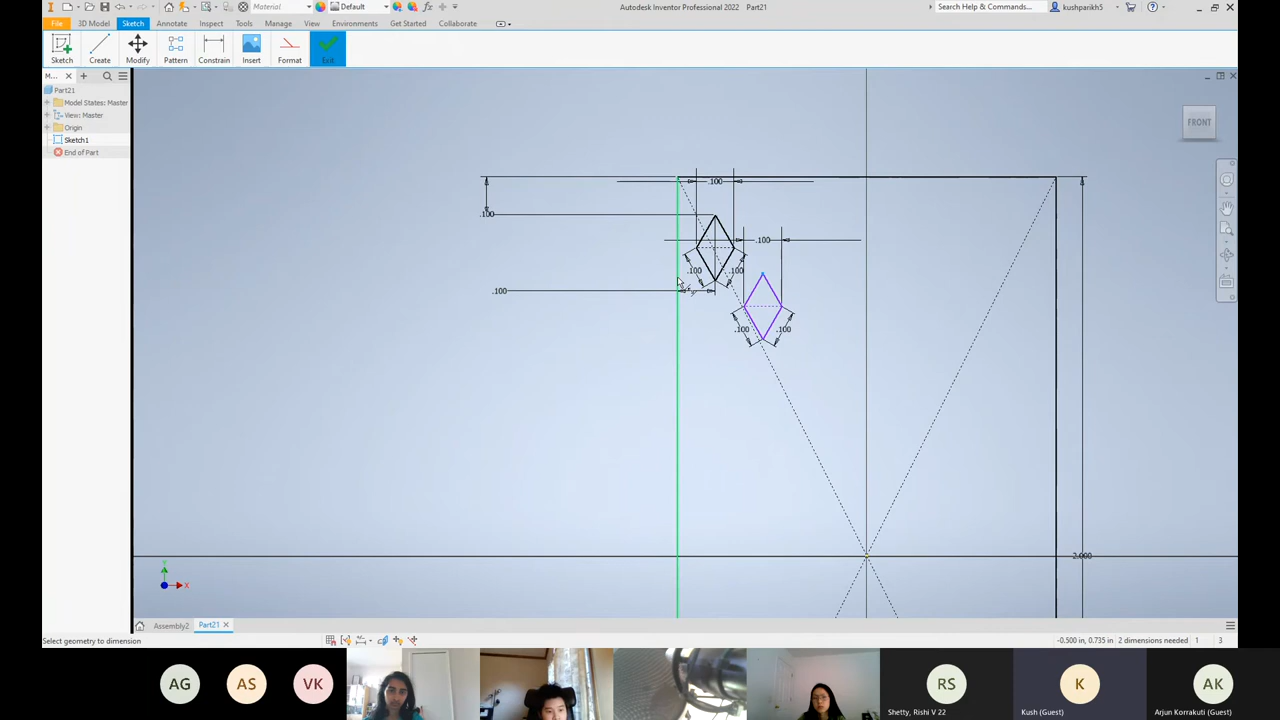 Autodesk Inventor Professional 2022 Part21
Material
Default
Search Help & Commands...
kushparikh5
File 3D Model Sketch Annotate Inspect Tools Manage View Environments Get Started Collaborate
Sketch Create Modify Pattern Constraint Insert Format Exit
M...
Part21
Model States: Master
View: Master
Origin
Sketch1
End of Part
FRONT
.100
.100
.100
.100 .100
.100
.100 .100
2.000
Y
X
Assembly2 Part21
Select geometry to dimension
-0.500 in, 0.735 in 2 dimensions needed 1 3
AG AS VK RS K AK
Shetty, Rishi V 22 Kush (Guest) Arjun Korrakuti (Guest)